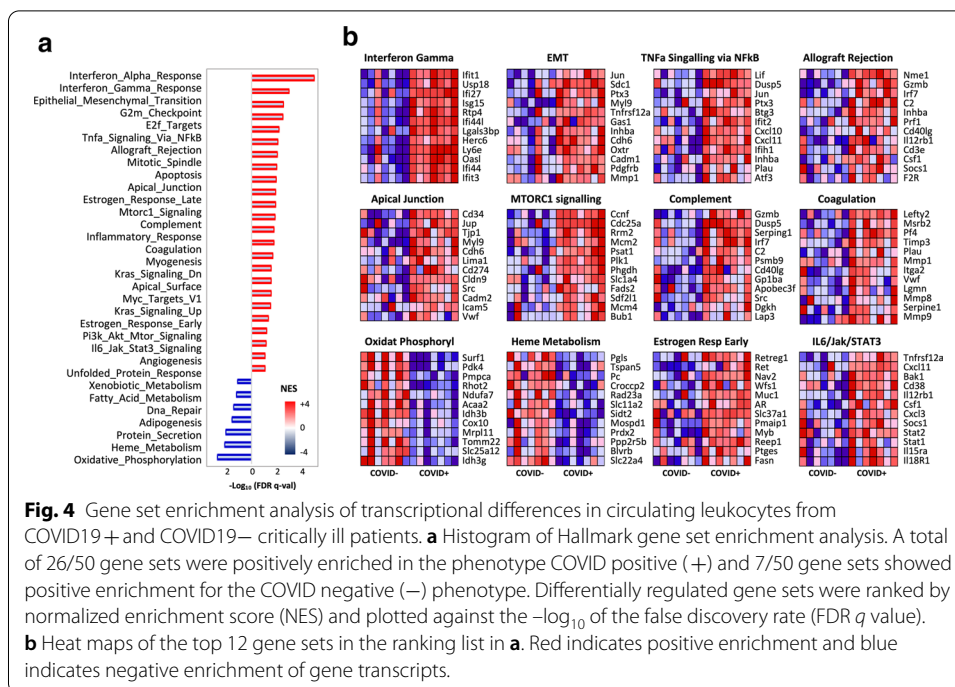 a
Interferon_Alpha_Response
Interferon_Gamma_Response
Epithelial_Mesenchymal_Transition
G2m_Checkpoint
E2f_Targets
Tnfa_Signaling_Via_NFkB
Allograft_Rejection
Mitotic_Spindle
Apoptosis
Apical_Junction
Estrogen_Response_Late
Mtorc1_Signaling
Complement
Inflammatory_Response
Coagulation
Myogenesis
Kras_Signaling_Dn
Apical_Surface
Myc_Targets_V1
Kras_Signaling_Up
Estrogen_Response_Early
Pi3k_Akt_Mtor_Signaling
Il6_Jak_Stat3_Signaling
Angiogenesis
Unfolded_Protein_Response
Xenobiotic_Metabolism
Fatty_Acid_Metabolism
Dna_Repair
Adipogenesis
Protein_Secretion
Heme_Metabolism
Oxidative_Phosphorylation
NES
+4
0
-4
2 0 2 4
-Log₁₀ (FDR q-val)
b
Interferon Gamma
Ifit1
Usp18
Ifi27
Isg15
Rtp4
Ifi44l
Lgals3bp
Herc6
Ly6e
Oasl
Ifi44
Ifit3
EMT
Jun
Sdc1
Ptx3
Myl9
Tnfrsf12a
Gas1
Inhba
Cdh6
Oxtr
Cadm1
Pdgfrb
Mmp1
TNFa Singalling via NFkB
Lif
Dusp5
Jun
Ptx3
Btg3
Ifit2
Cxcl10
Cxcl11
Ifih1
Inhba
Plau
Atf3
Allograft Rejection
Nme1
Gzmb
Irf7
C2
Inhba
Prf1
Cd40lg
Il12rb1
Cd3e
Csf1
Socs1
F2R
Apical Junction
Cd34
Jup
Tjp1
Myl9
Cdh6
Lima1
Cd274
Cldn9
Src
Cadm2
Icam5
Vwf
MTORC1 signalling
Ccnf
Cdc25a
Rrm2
Mcm2
Psat1
Plk1
Phgdh
Slc1a4
Fads2
Sdf2l1
Mcm4
Bub1
Complement
Gzmb
Dusp5
Serping1
Irf7
C2
Psmb9
Cd40lg
Gp1ba
Apobec3f
Src
Dgkh
Lap3
Coagulation
Lefty2
Msrb2
Pf4
Timp3
Plau
Mmp1
Itga2
Vwf
Lgmn
Mmp8
Serpine1
Mmp9
Oxidat Phosphoryl
Surf1
Pdk4
Pmpca
Rhot2
Ndufa7
Acaa2
Idh3b
Cox10
Mrpl11
Tomm22
Slc25a12
Idh3g
COVID- COVID+
Heme Metabolism
Pgls
Tspan5
Pc
Croccp2
Rad23a
Slc11a2
Sidt2
Mospd1
Prdx2
Ppp2r5b
Blvrb
Slc22a4
COVID- COVID+
Estrogen Resp Early
Retreg1
Ret
Nav2
Wfs1
Muc1
AR
Slc37a1
Pmaip1
Myb
Reep1
Ptges
Fasn
COVID- COVID+
IL6/Jak/STAT3
Tnfrsf12a
Cxcl11
Bak1
Cd38
Il12rb1
Csf1
Cxcl3
Socs1
Stat2
Stat1
Il15ra
Il18R1
COVID- COVID+
Fig. 4 Gene set enrichment analysis of transcriptional differences in circulating leukocytes from
COVID19+ and COVID19− critically ill patients. a Histogram of Hallmark gene set enrichment analysis. A total
of 26/50 gene sets were positively enriched in the phenotype COVID positive (+) and 7/50 gene sets showed
positive enrichment for the COVID negative (−) phenotype. Differentially regulated gene sets were ranked by
normalized enrichment score (NES) and plotted against the –log₁₀ of the false discovery rate (FDR q value).
b Heat maps of the top 12 gene sets in the ranking list in a. Red indicates positive enrichment and blue
indicates negative enrichment of gene transcripts.